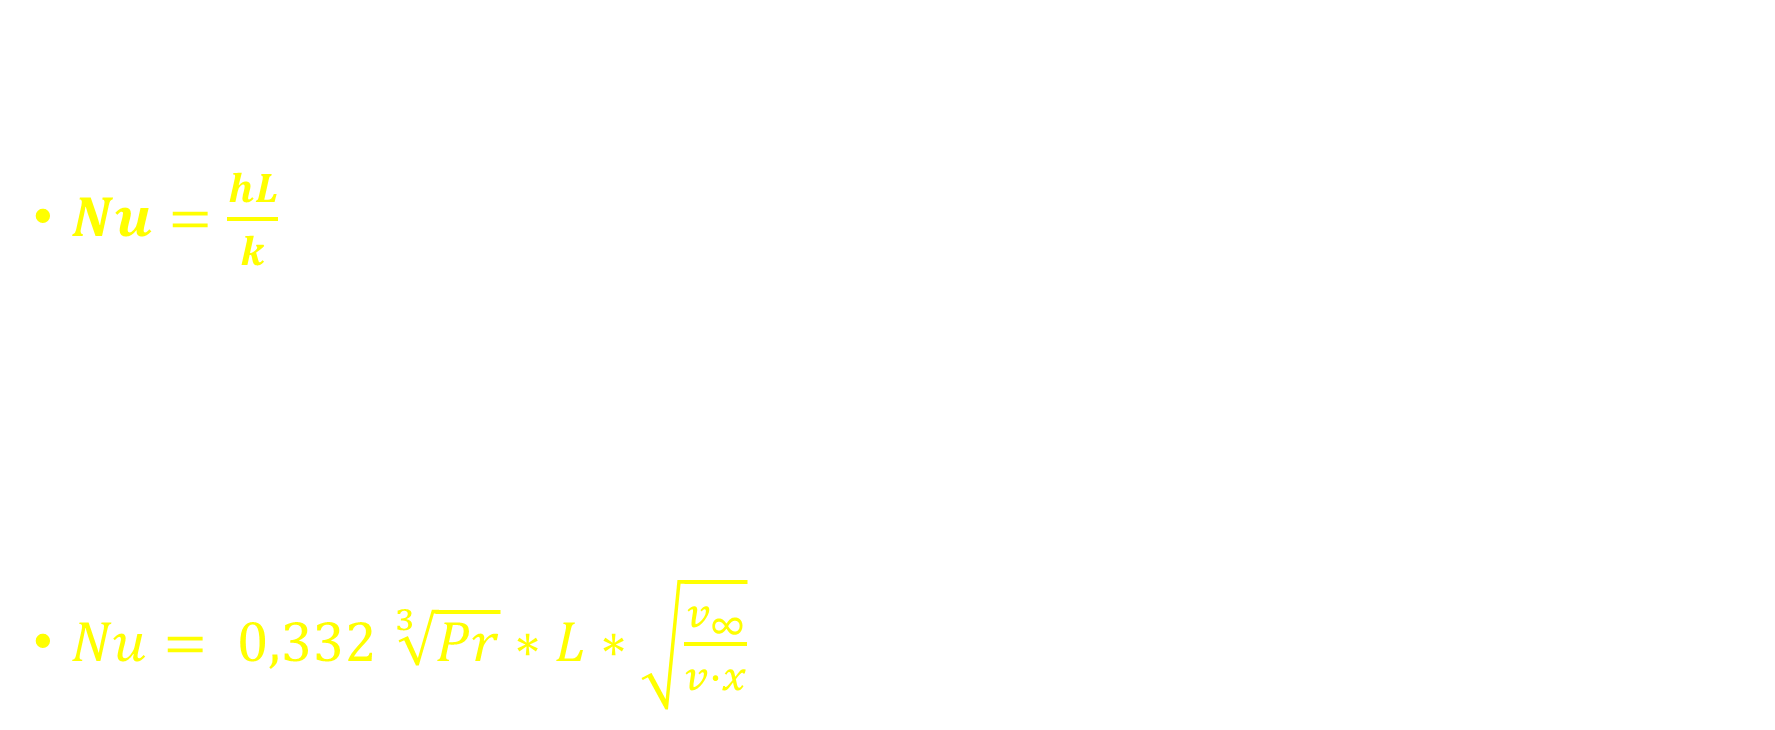 • Nu = hL/k
• Nu = 0,332 ∛Pr * L * √(v∞/v·x)